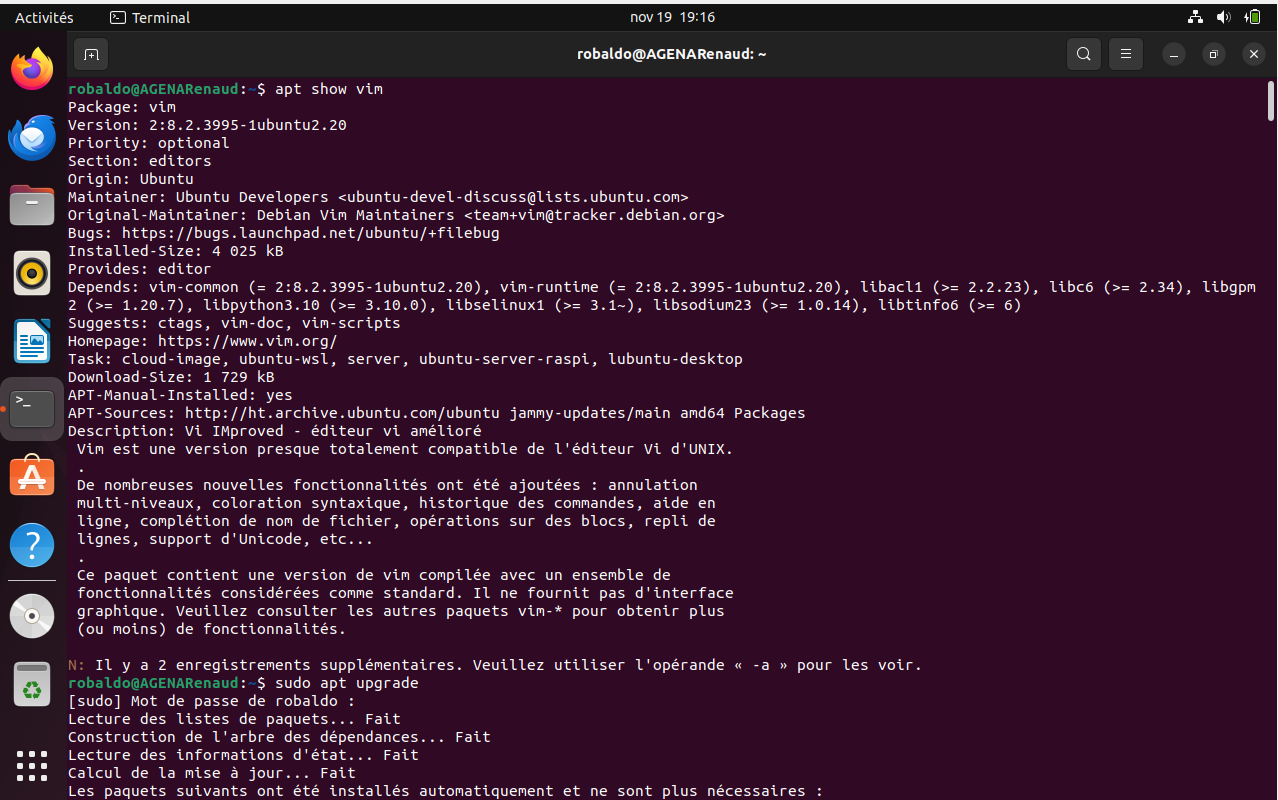 Activités
Terminal
nov 19 19:16
robaldo@AGENARenaud: ~
robaldo@AGENARenaud:~$ apt show vim
Package: vim
Version: 2:8.2.3995-1ubuntu2.20
Priority: optional
Section: editors
Origin: Ubuntu
Maintainer: Ubuntu Developers <ubuntu-devel-discuss@lists.ubuntu.com>
Original-Maintainer: Debian Vim Maintainers <team+vim@tracker.debian.org>
Bugs: https://bugs.launchpad.net/ubuntu/+filebug
Installed-Size: 4 025 kB
Provides: editor
Depends: vim-common (= 2:8.2.3995-1ubuntu2.20), vim-runtime (= 2:8.2.3995-1ubuntu2.20), libacl1 (>= 2.2.23), libc6 (>= 2.34), libgpm
2 (>= 1.20.7), libpython3.10 (>= 3.10.0), libselinux1 (>= 3.1~), libsodium23 (>= 1.0.14), libtinfo6 (>= 6)
Suggests: ctags, vim-doc, vim-scripts
Homepage: https://www.vim.org/
Task: cloud-image, ubuntu-wsl, server, ubuntu-server-raspi, lubuntu-desktop
Download-Size: 1 729 kB
APT-Manual-Installed: yes
APT-Sources: http://ht.archive.ubuntu.com/ubuntu jammy-updates/main amd64 Packages
Description: Vi IMproved - éditeur vi amélioré
 Vim est une version presque totalement compatible de l'éditeur Vi d'UNIX.
 .
 De nombreuses nouvelles fonctionnalités ont été ajoutées : annulation
 multi-niveaux, coloration syntaxique, historique des commandes, aide en
 ligne, complétion de nom de fichier, opérations sur des blocs, repli de
 lignes, support d'Unicode, etc...
 .
 Ce paquet contient une version de vim compilée avec un ensemble de
 fonctionnalités considérées comme standard. Il ne fournit pas d'interface
 graphique. Veuillez consulter les autres paquets vim-* pour obtenir plus
 (ou moins) de fonctionnalités.
N: Il y a 2 enregistrements supplémentaires. Veuillez utiliser l'opérande « -a » pour les voir.
robaldo@AGENARenaud:~$ sudo apt upgrade
[sudo] Mot de passe de robaldo :
Lecture des listes de paquets... Fait
Construction de l'arbre des dépendances... Fait
Lecture des informations d'état... Fait
Calcul de la mise à jour... Fait
Les paquets suivants ont été installés automatiquement et ne sont plus nécessaires :